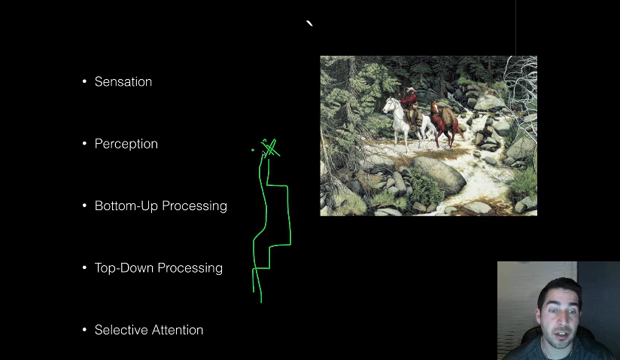 Sensation
Perception
Bottom-Up Processing
Top-Down Processing
Selective Attention